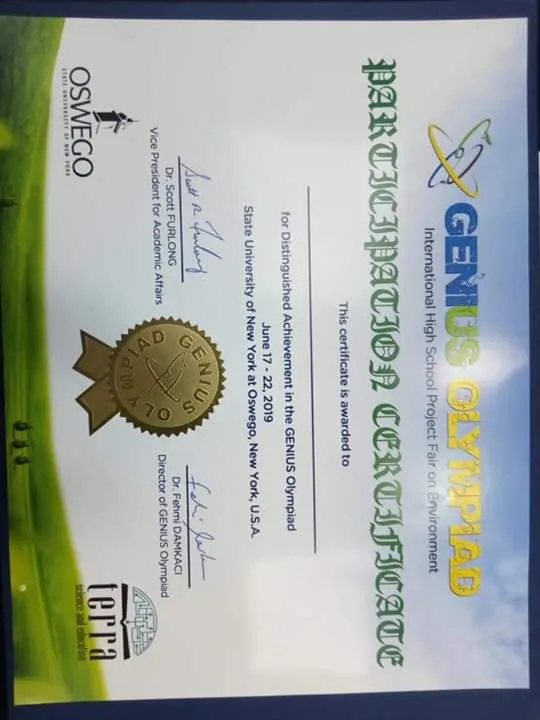 GENIUS OLYMPIAD
International High School Project Fair on Environment
PARTICIPATION CERTIFICATE
This certificate is awarded to
for Distinguished Achievement in the GENIUS Olympiad
June 17 - 22, 2019
State University of New York at Oswego, New York, U.S.A.
Dr. Scott FURLONG
Vice President for Academic Affairs
GENIUS OLYMPIAD
Dr. Fehmi DAMKACI
Director of GENIUS Olympiad
OSWEGO
STATE UNIVERSITY OF NEW YORK
terra
science and education